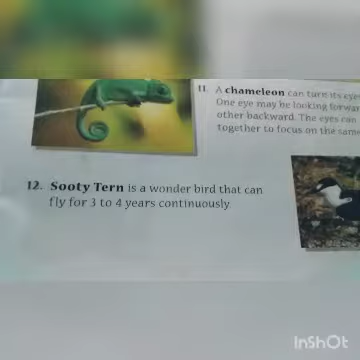 11. A chameleon can turn its eyes
One eye may be looking forward
other backward. The eyes can
together to focus on the same
12. Sooty Tern is a wonder bird that can
fly for 3 to 4 years continuously.
InShOt